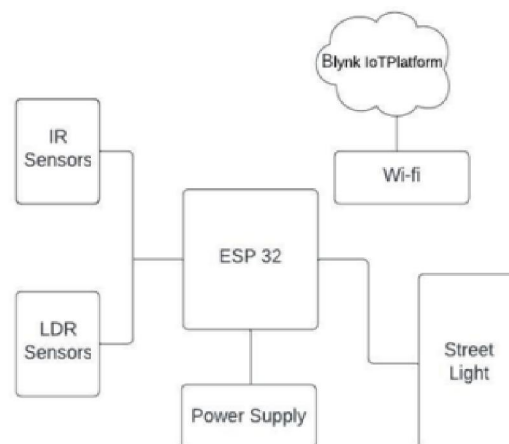 Blynk IoTPlatform
IR
Sensors
Wi-fi
ESP 32
LDR
Sensors
Street
Light
Power Supply